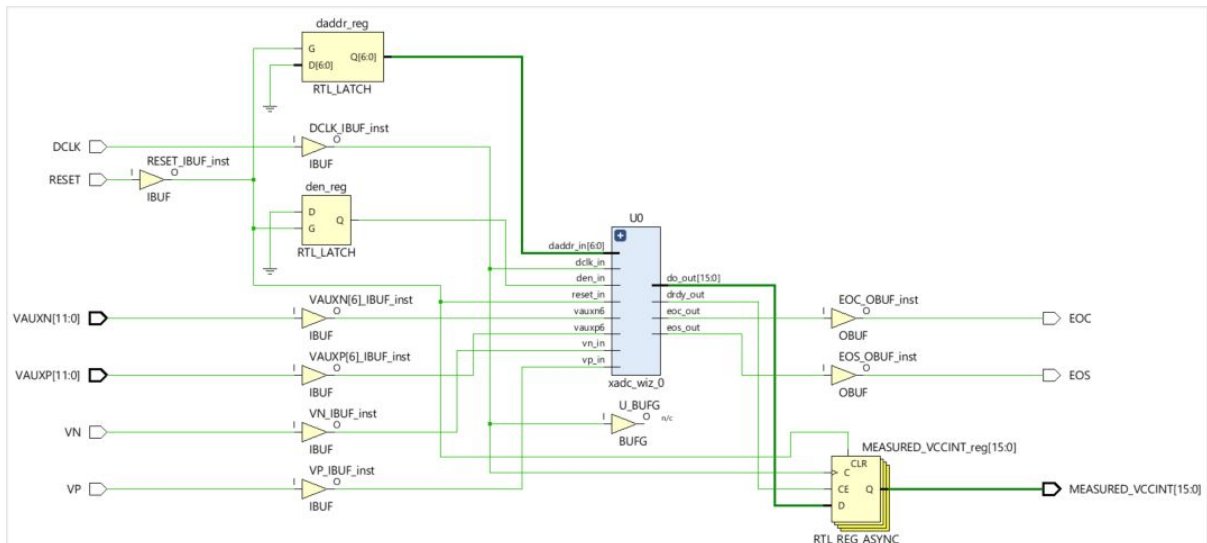 daddr_reg
G
D[6:0]
Q[6:0]
RTL_LATCH
DCLK
DCLK_IBUF_inst
I
O
IBUF
RESET
RESET_IBUF_inst
I
O
IBUF
den_reg
D
G
Q
RTL_LATCH
U0
daddr_in[6:0]
dclk_in
den_in
reset_in
vauxn6
vauxp6
vn_in
vp_in
do_out[15:0]
drdy_out
eoc_out
eos_out
xadc_wiz_0
VAUXN[11:0]
VAUXN[6]_IBUF_inst
I
O
IBUF
VAUXP[11:0]
VAUXP[6]_IBUF_inst
I
O
IBUF
VN
VN_IBUF_inst
I
O
IBUF
VP
VP_IBUF_inst
I
O
IBUF
U_BUFG
I
O
n/c
BUFG
EOC_OBUF_inst
I
O
OBUF
EOC
EOS_OBUF_inst
I
O
OBUF
EOS
MEASURED_VCCINT_reg[15:0]
CLR
C
CE
D
Q
RTL_REG_ASYNC
MEASURED_VCCINT[15:0]